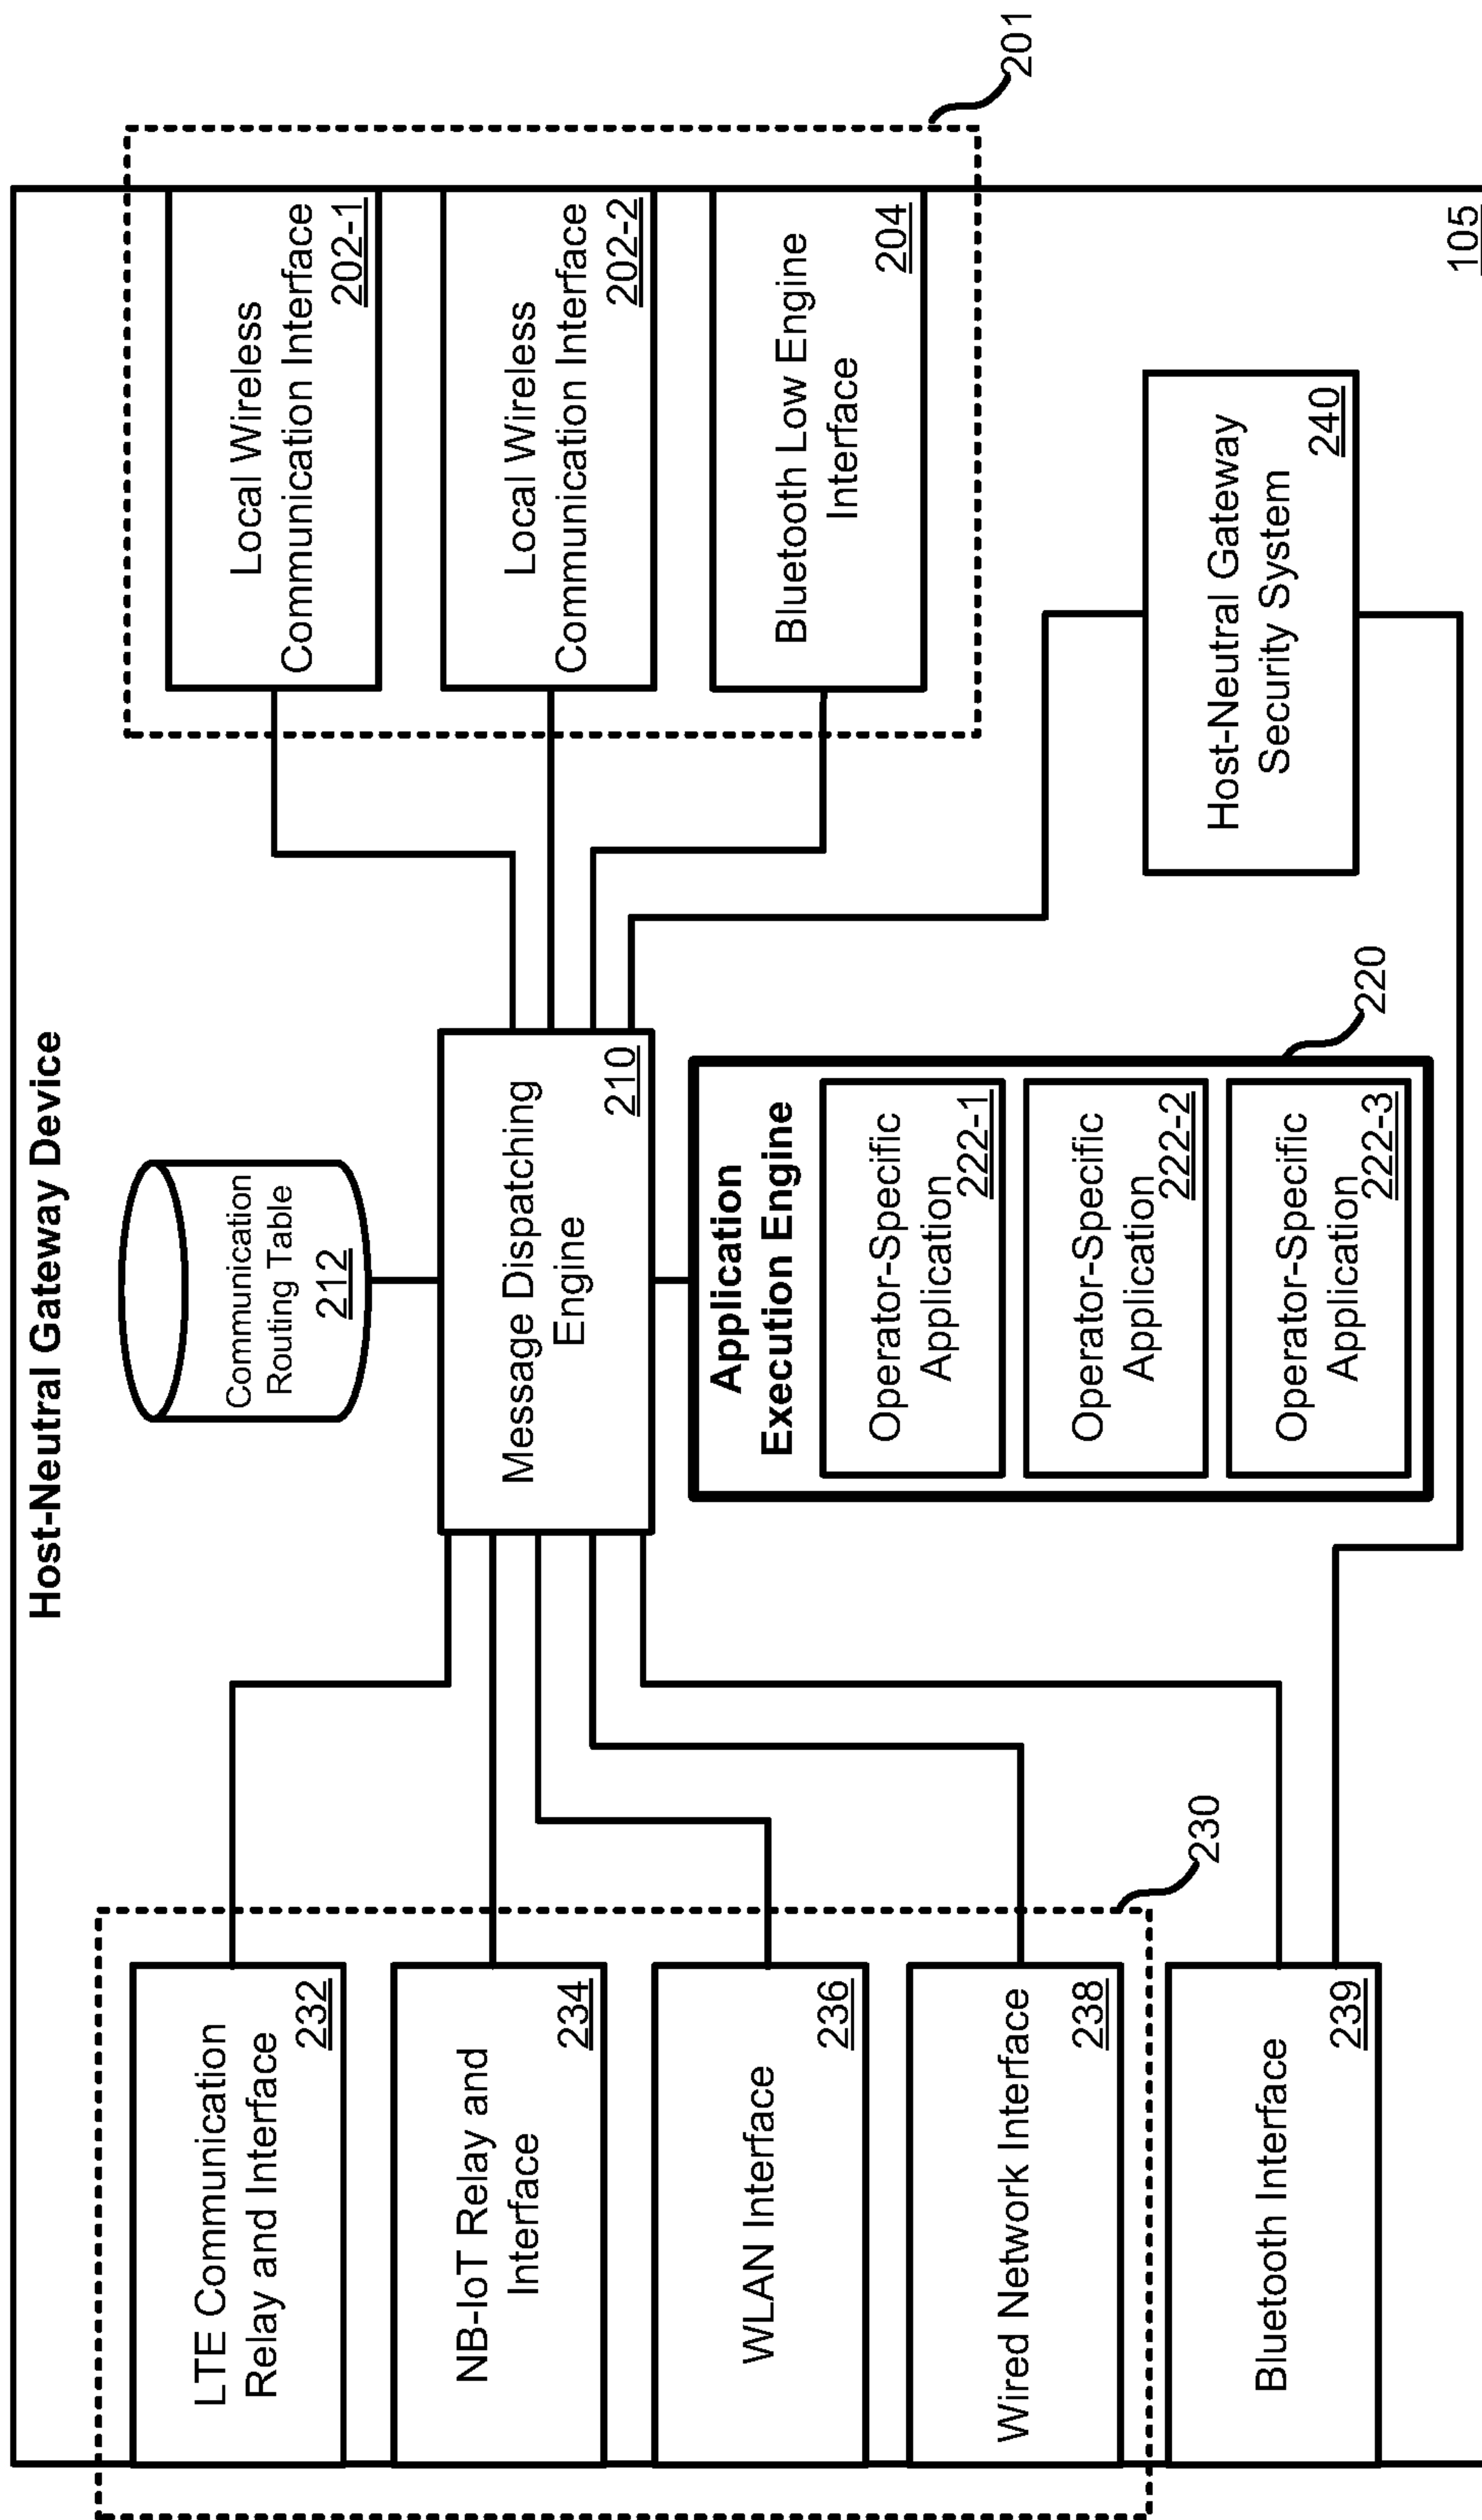 Host-Neutral Gateway Device
LTE Communication
Relay and Interface
232
NB-IoT Relay and
Interface
234
WLAN Interface
236
Wired Network Interface
238
230
Bluetooth Interface
239
Communication
Routing Table
212
Message Dispatching
Engine
210
Application
Execution Engine
Operator-Specific
Application
222-1
Operator-Specific
Application
222-2
Operator-Specific
Application
222-3
220
Local Wireless
Communication Interface
202-1
Local Wireless
Communication Interface
202-2
Bluetooth Low Engine
Interface
204
201
Host-Neutral Gateway
Security System
240
105